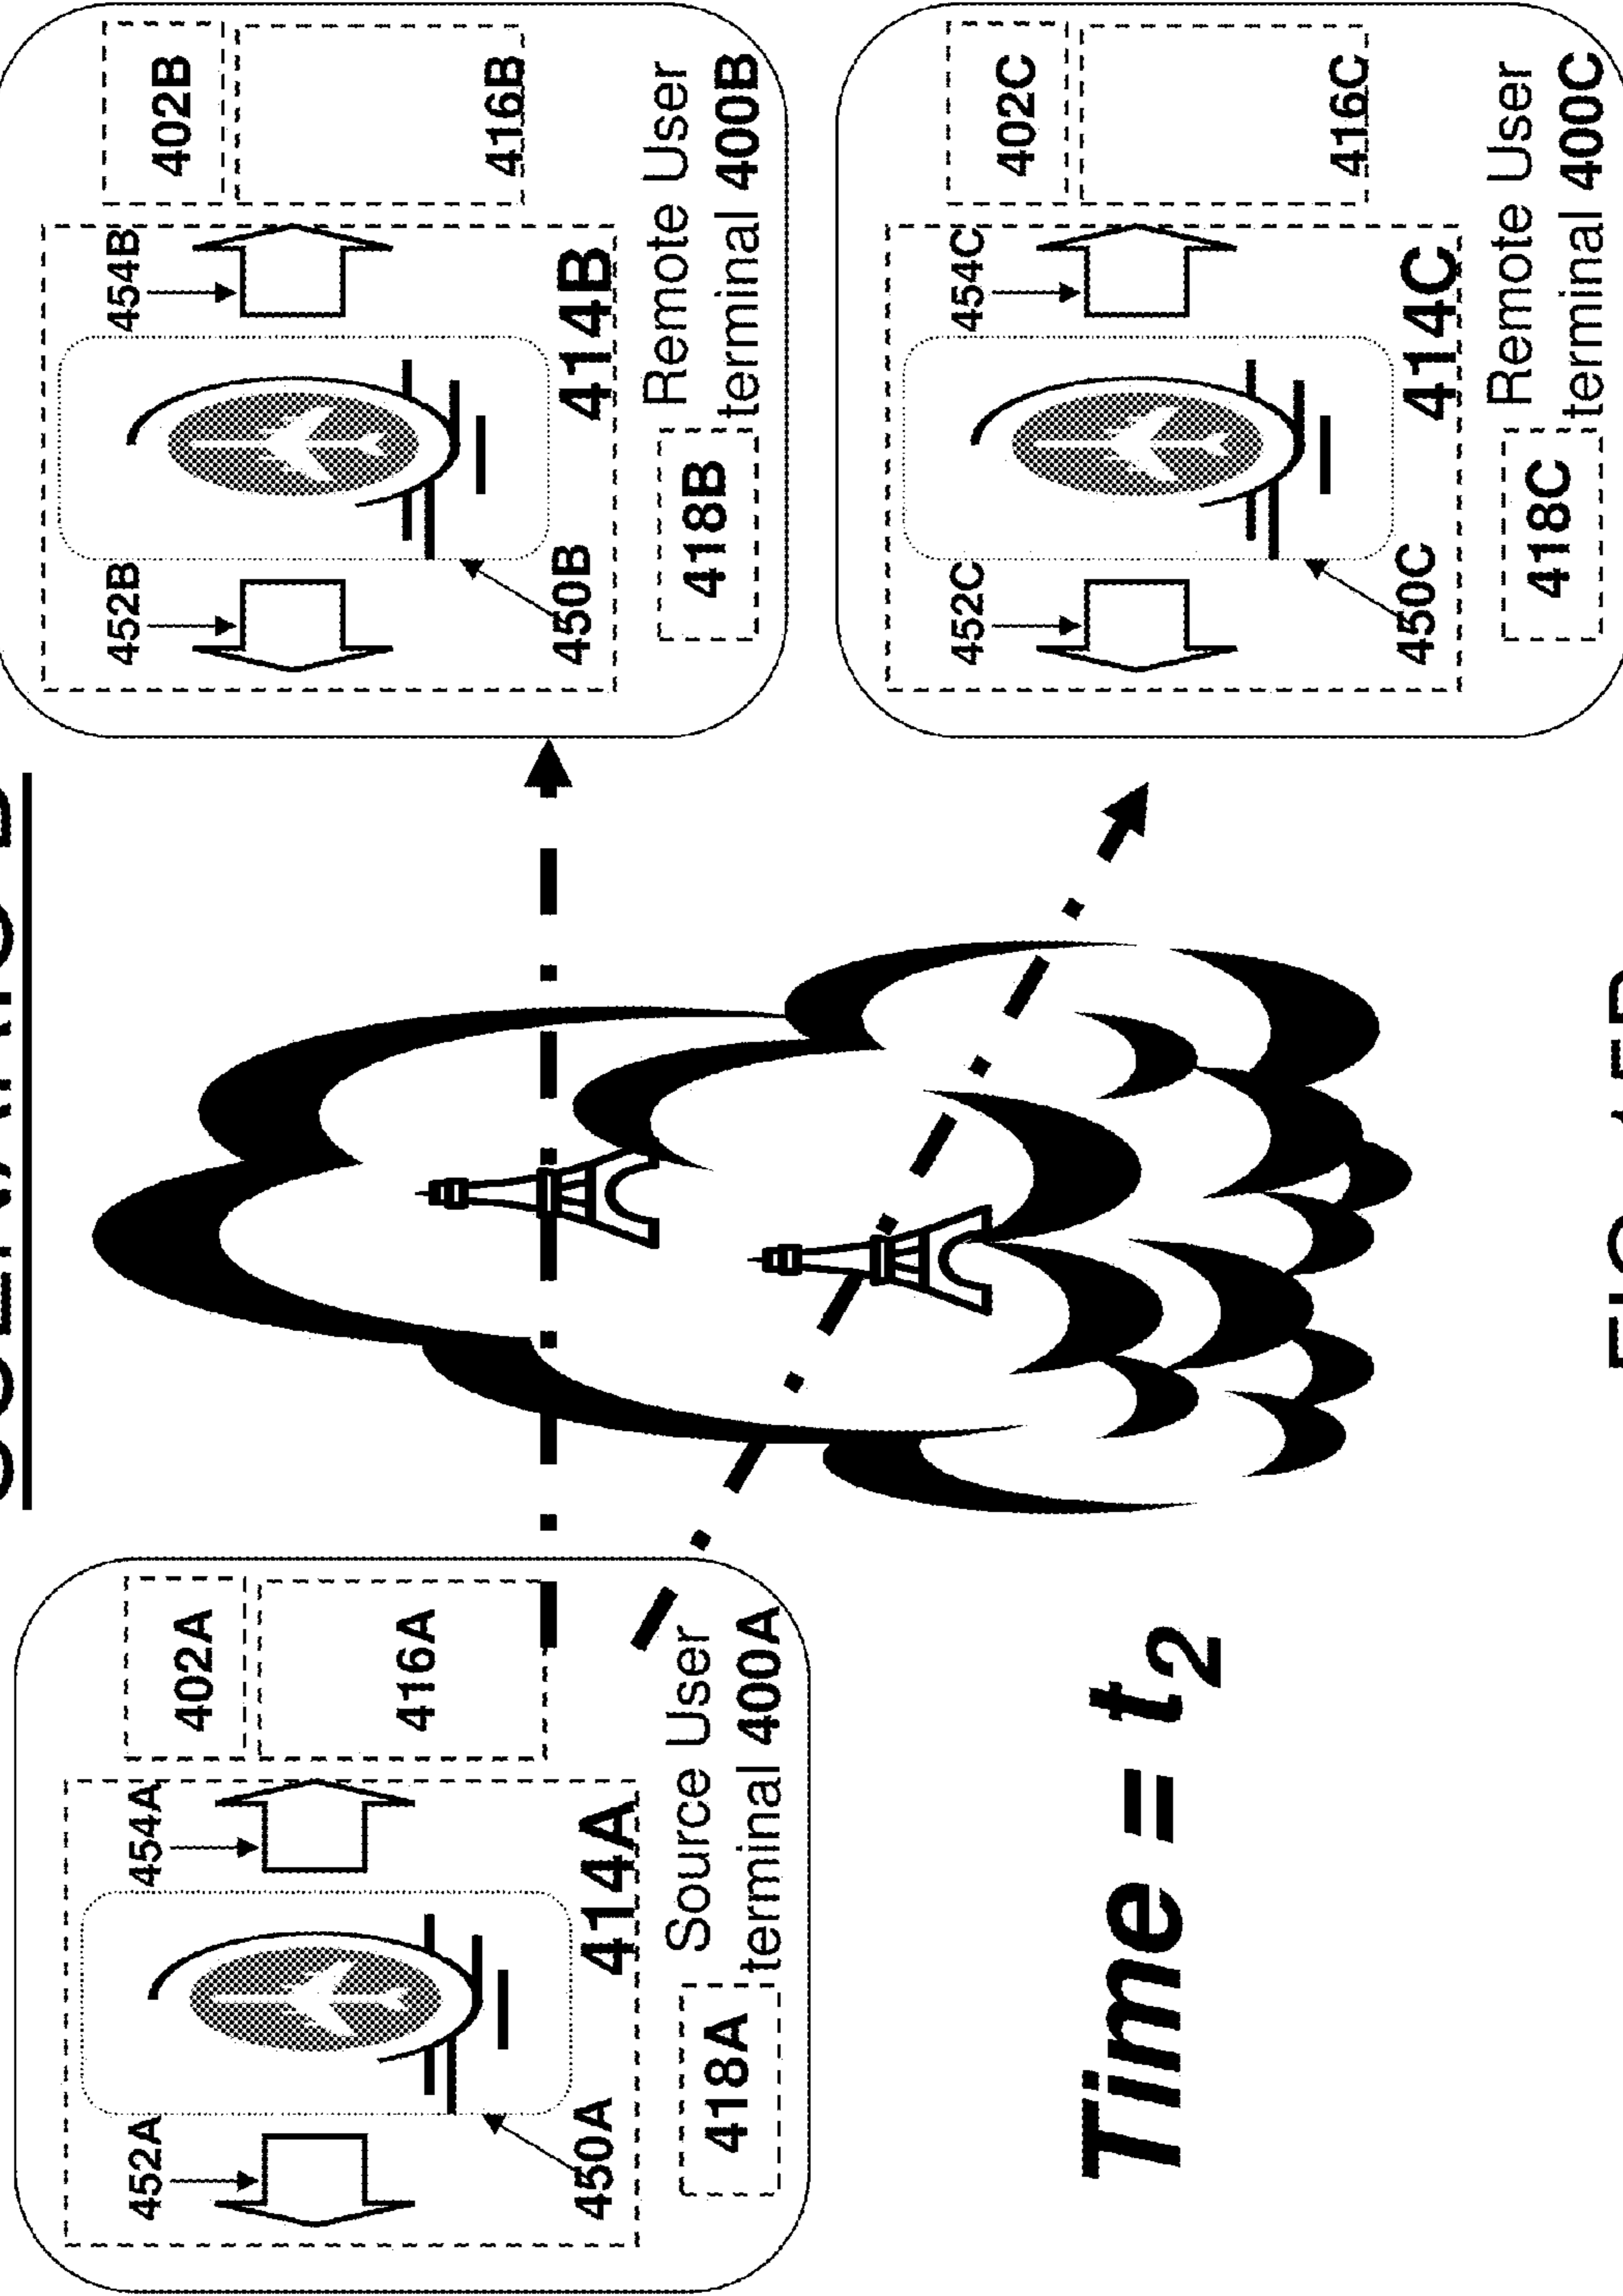 452A
454A
402A
416A
450A
414A
418A
Source User
terminal 400A
452B
454B
402B
416B
450B
414B
418B
Remote User
terminal 400B
452C
454C
402C
416C
450C
414C
418C
Remote User
terminal 400C
Time = t2